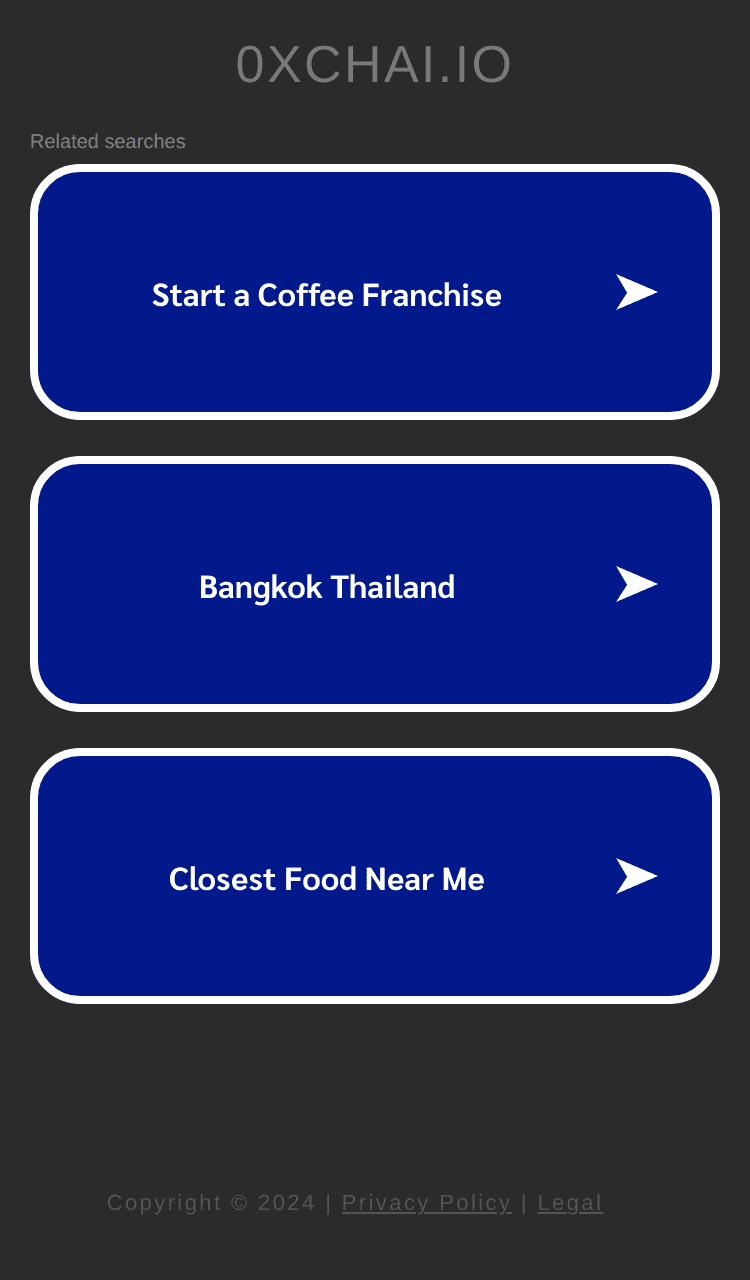 0XCHAI.IO
Related searches
Start a Coffee Franchise
Bangkok Thailand
Closest Food Near Me
Copyright © 2024 | Privacy Policy | Legal